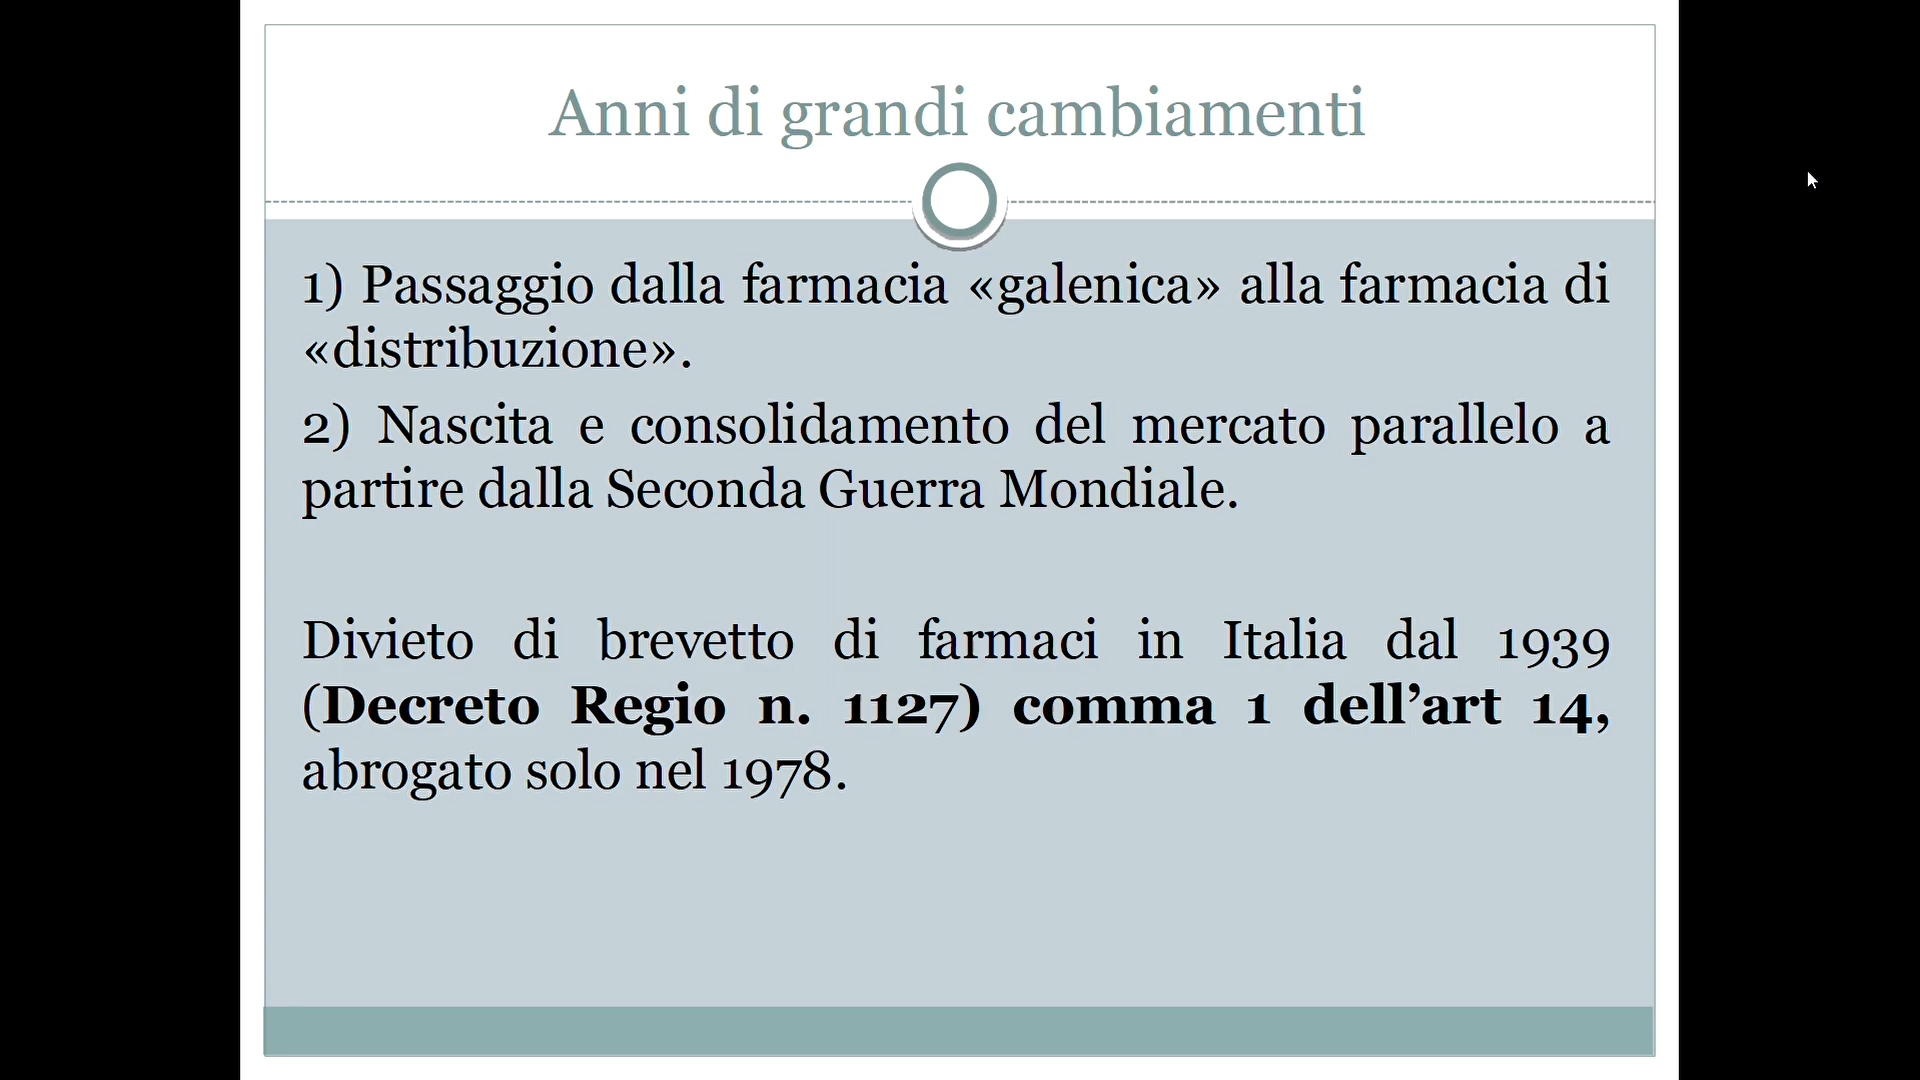 Anni di grandi cambiamenti
1) Passaggio dalla farmacia «galenica» alla farmacia di
«distribuzione».
2) Nascita e consolidamento del mercato parallelo a
partire dalla Seconda Guerra Mondiale.
Divieto di brevetto di farmaci in Italia dal 1939
(Decreto Regio n. 1127) comma 1 dell’art 14,
abrogato solo nel 1978.